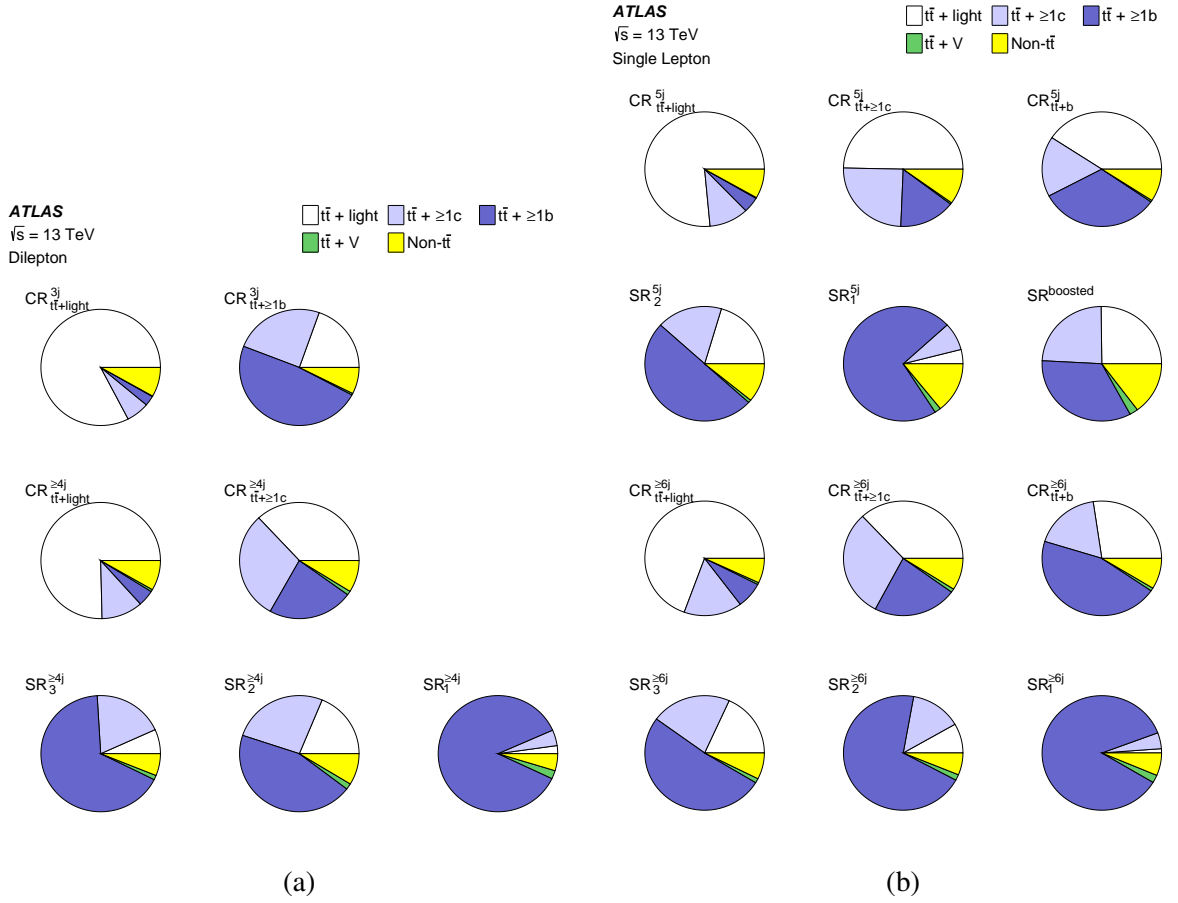 ATLAS
√s = 13 TeV
Dilepton
tt̄ + light tt̄ + ≥1c tt̄ + ≥1b
tt̄ + V Non-tt̄
CR 3j tt̄+light CR 3j tt̄+≥1b
CR ≥4j tt̄+light CR ≥4j tt̄+≥1c
SR ≥4j 3 SR ≥4j 2 SR ≥4j 1
(a)
ATLAS
√s = 13 TeV
Single Lepton
tt̄ + light tt̄ + ≥1c tt̄ + ≥1b
tt̄ + V Non-tt̄
CR 5j tt̄+light CR 5j tt̄+≥1c CR 5j tt̄+b
SR 5j 2 SR 5j 1 SR boosted
CR ≥6j tt̄+light CR ≥6j tt̄+≥1c CR ≥6j tt̄+b
SR ≥6j 3 SR ≥6j 2 SR ≥6j 1
(b)